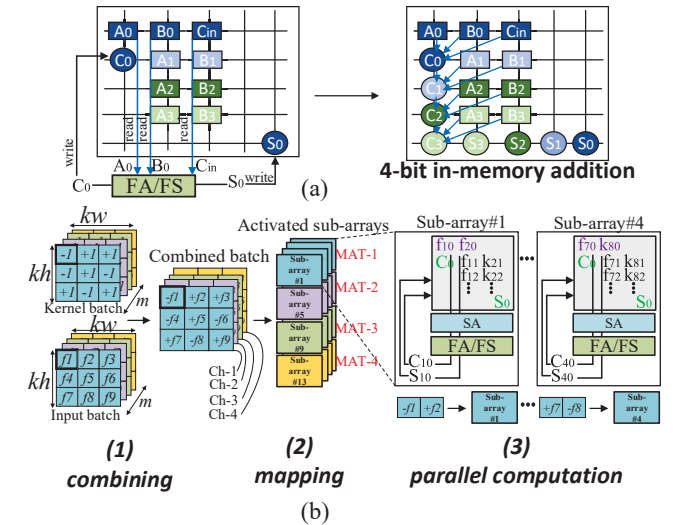 A0 B0 Cin
C0 A1 B1
A2 B2
A3 B3
S0
read read read
write
A0 B0 Cin
C0 FA/FS S0 write
A0 B0 Cin
C0 A1 B1
C1 A2 B2
C2 A3 B3
C3 S3 S2 S1 S0
4-bit in-memory addition
(a)
kw
kh
-1 +1 +1
-1 +1 -1
+1 -1 +1
m
Kernel batch
kw
kh
f1 f2 f3
f4 f5 f6
f7 f8 f9
m
Input batch
(1)
combining
Combined batch
-f1 +f2 +f3
-f4 +f5 -f6
+f7 -f8 +f9
Ch-1
Ch-2
Ch-3
Ch-4
(2)
mapping
Activated sub-arrays
Sub-array #1
MAT-1
Sub-array #5
MAT-2
Sub-array #9
MAT-3
Sub-array #13
MAT-4
Sub-array#1
f10 f20
C0 f11 k21
f12 k22
S0
SA
FA/FS
C10
S10
Sub-array#4
f70 k80
C0 f71 k81
f72 k82
S0
SA
FA/FS
C40
S40
-f1 +f2
Sub-array #1
+f7 -f8
Sub-array #4
(3)
parallel computation
(b)